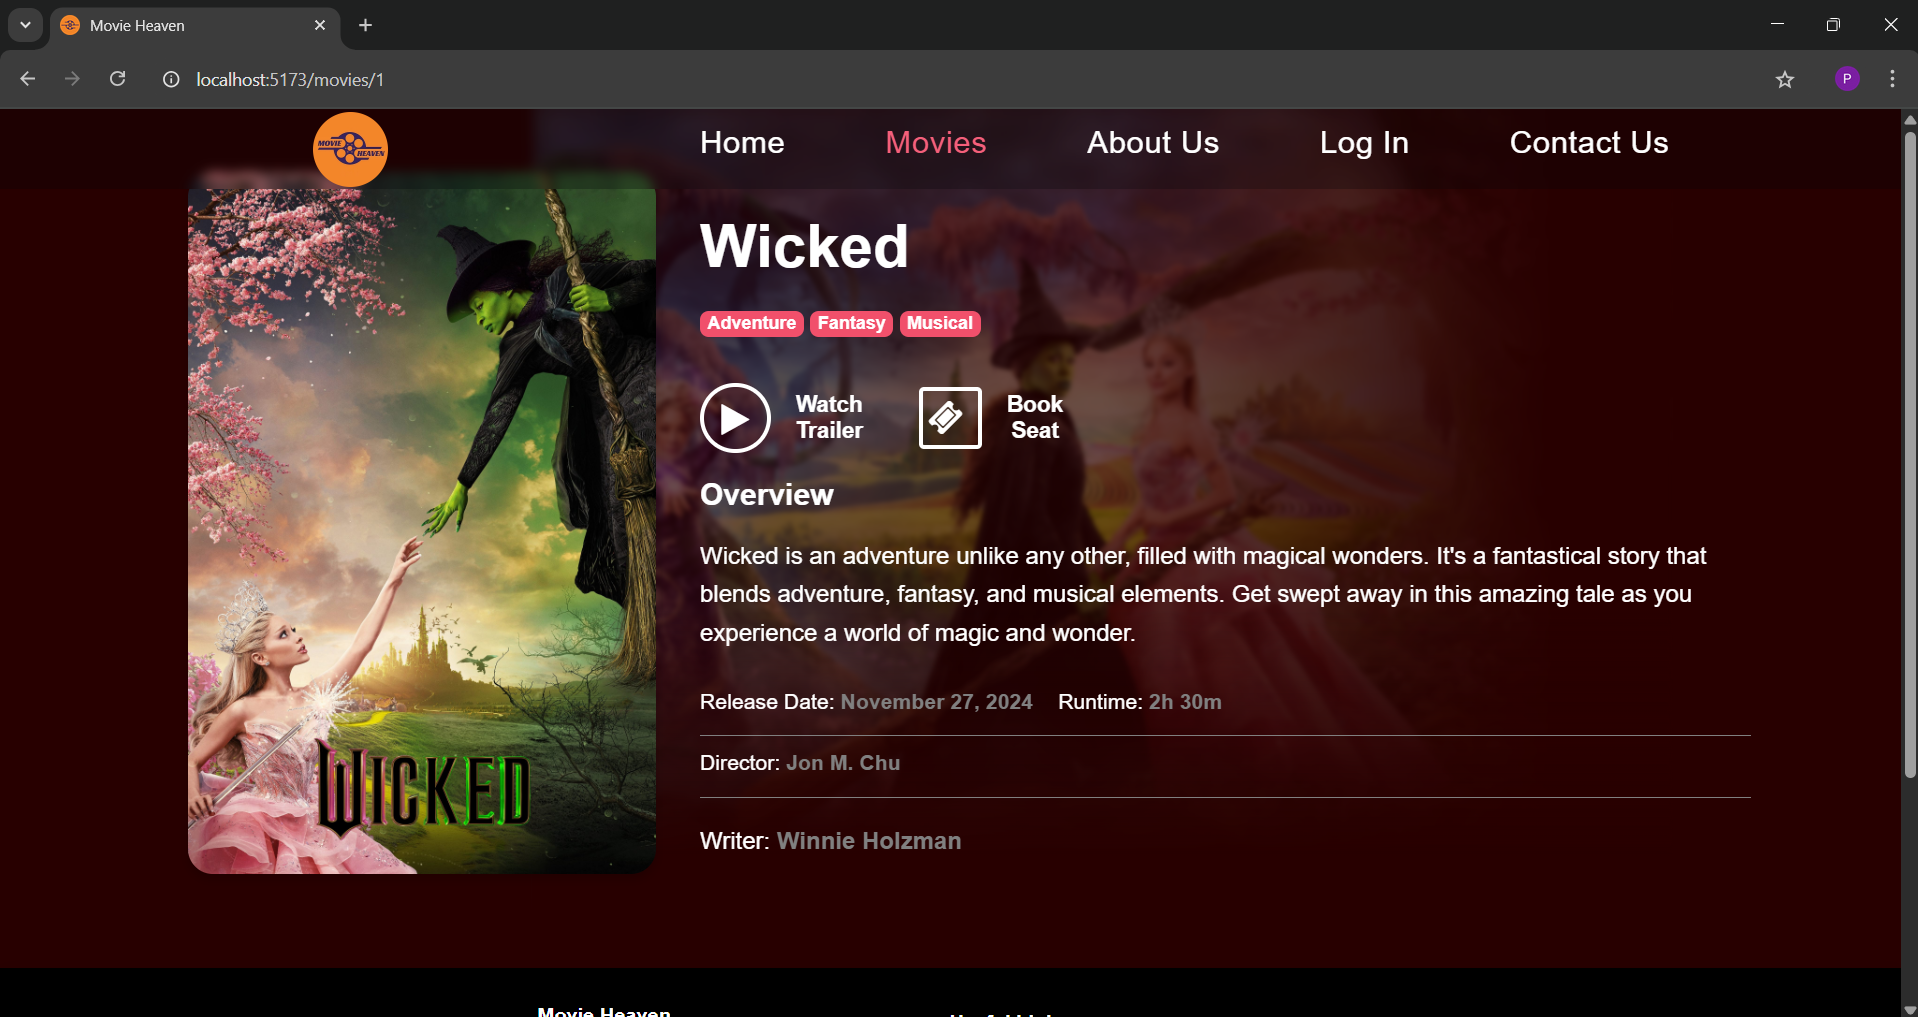 Movie Heaven
localhost:5173/movies/1
P
MOVIE
HEAVEN
Home Movies About Us Log In Contact Us
Wicked
Adventure Fantasy Musical
Watch
Trailer
Book
Seat
Overview
Wicked is an adventure unlike any other, filled with magical wonders. It's a fantastical story that
blends adventure, fantasy, and musical elements. Get swept away in this amazing tale as you
experience a world of magic and wonder.
Release Date: November 27, 2024 Runtime: 2h 30m
Director: Jon M. Chu
Writer: Winnie Holzman
WICKED
Movie Heaven